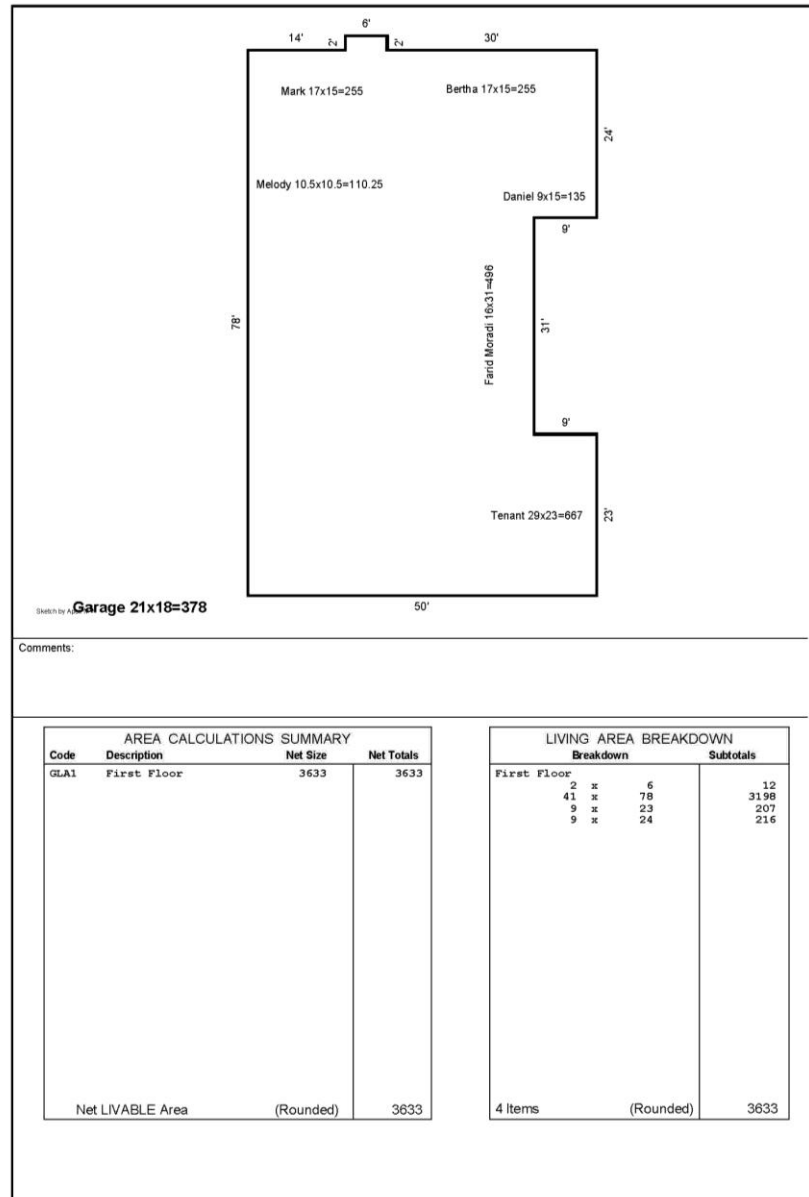 6'
14' 2' 2' 30'
Mark 17x15=255
Bertha 17x15=255
24'
Melody 10.5x10.5=110.25
Daniel 9x15=135
9'
Farid Moradi 16x31=496
31'
78'
9'
Tenant 29x23=667
23'
Sketch by
Garage 21x18=378
50'
Comments:
AREA CALCULATIONS SUMMARY
Code Description Net Size Net Totals
GLA1 First Floor 3633 3633
Net LIVABLE Area (Rounded) 3633
LIVING AREA BREAKDOWN
Breakdown Subtotals
First Floor
2 x 6 12
41 x 78 3198
9 x 23 207
9 x 24 216
4 Items (Rounded) 3633